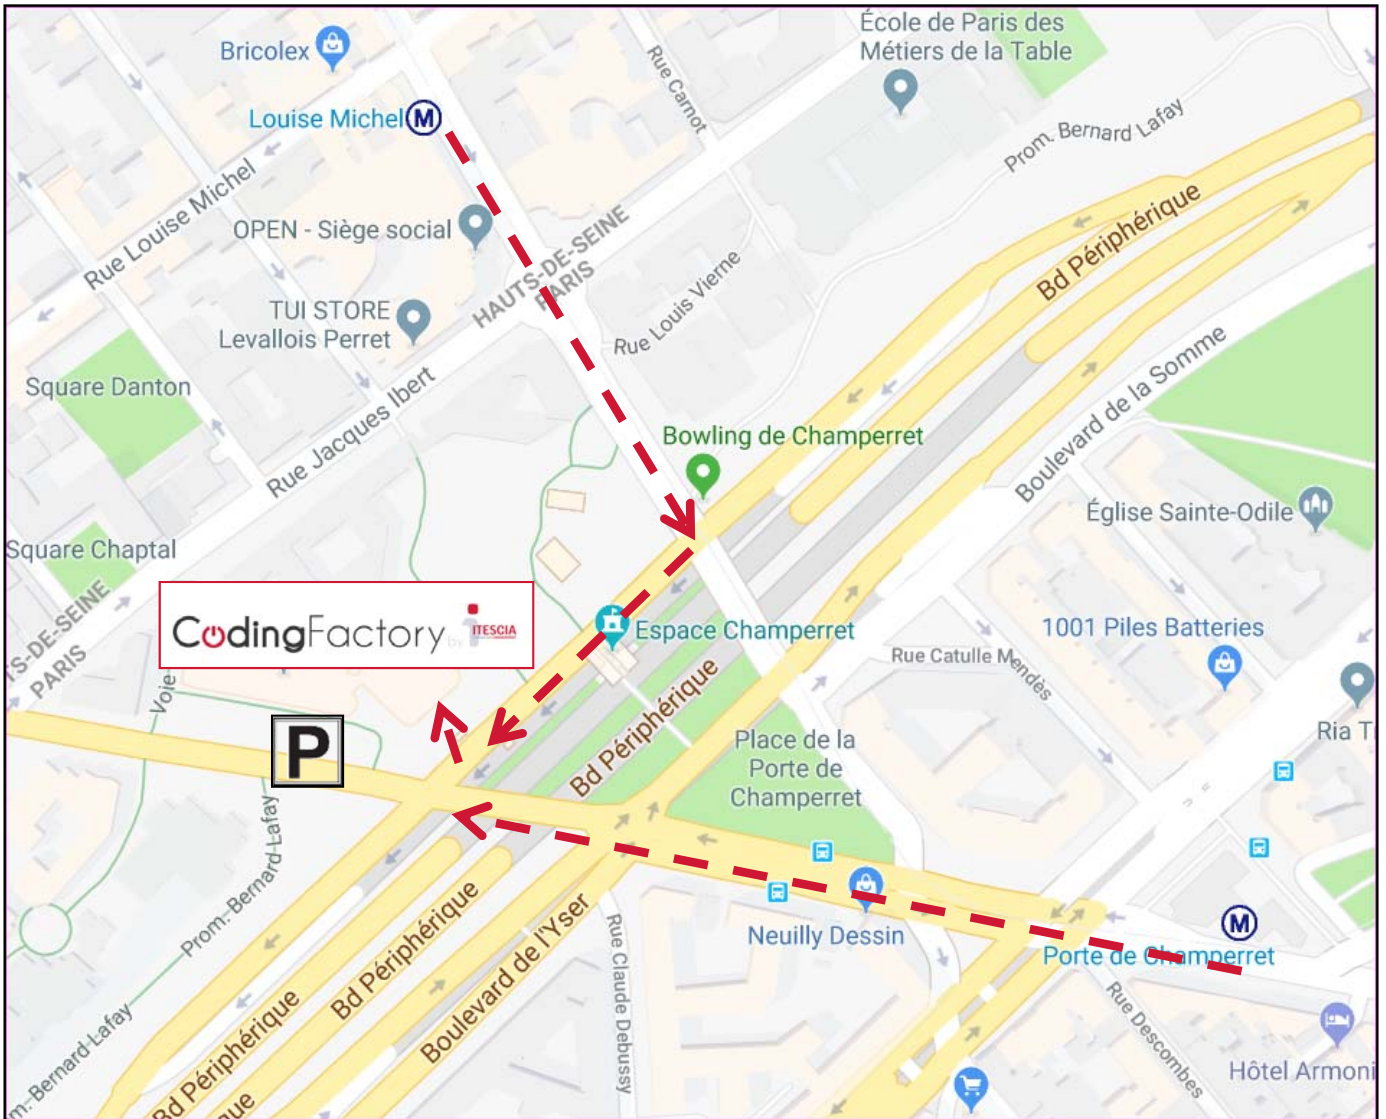 École de Paris des
Métiers de la Table
Bricolex
Rue Carnot
Louise Michel
M
Prom. Bernard Lafay
Rue Louise Michel
OPEN - Siège social
HAUTS-DE-SEINE
PARIS
Bd Périphérique
TUI STORE
Levallois Perret
Rue Louis Vierne
Square Danton
Rue Jacques Ibert
Boulevard de la Somme
Bowling de Champerret
Église Sainte-Odile
Square Chaptal
TS-DE-SEINE
PARIS
CodingFactory by ITESCIA
Espace Champerret
1001 Piles Batteries
Rue Catulle Mendès
Voie
Ria T
P
Bd Périphérique
Place de la
Porte de
Champerret
Prom.-Bernard-Lafay
Bd Périphérique
Boulevard de l'Yser
Neuilly Dessin
M
Porte de Champerret
Rue Claude Debussy
Rue Descombes
m.-Bernard-Lafay
Bd Périphérique
que
Hôtel Armoni